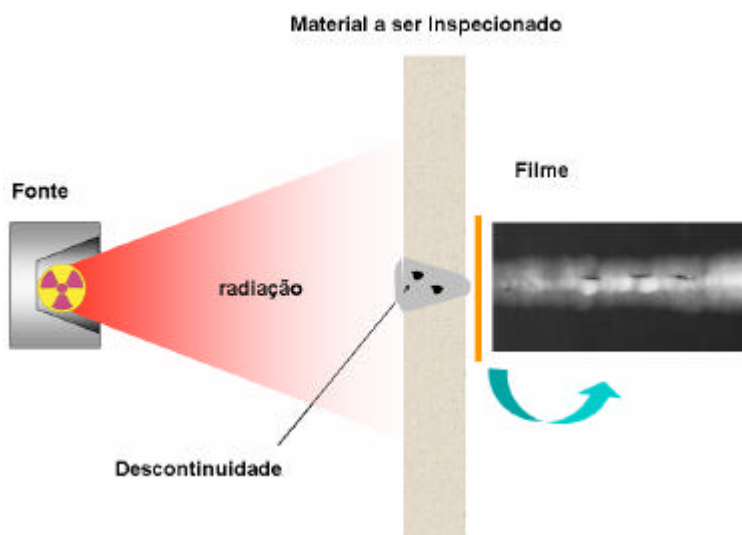 Material a ser Inspecionado
Fonte
Filme
radiação
Descontinuidade